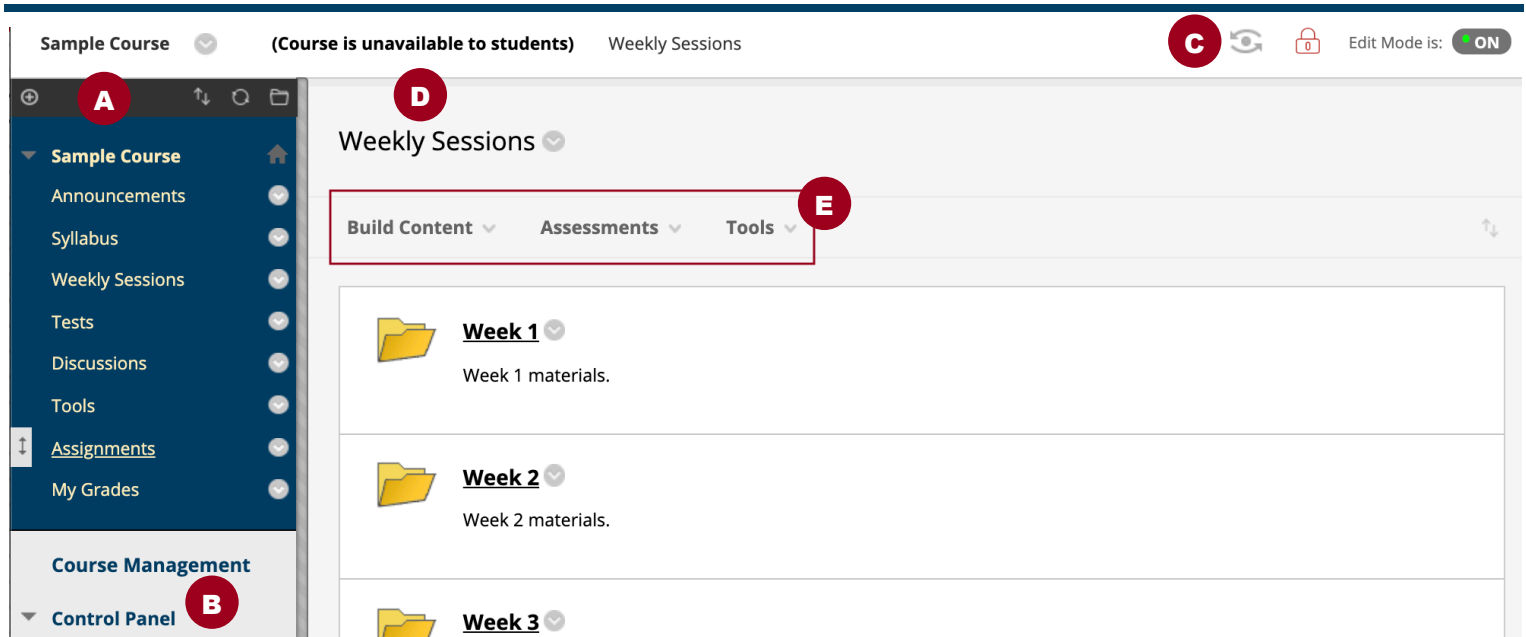 Sample Course (Course is unavailable to students) Weekly Sessions C 0 Edit Mode is: ON
A
D
Sample Course
Announcements
Syllabus
Weekly Sessions
Tests
Discussions
Tools
Assignments
My Grades
Course Management
B
Control Panel
Weekly Sessions
E
Build Content Assessments Tools
Week 1
Week 1 materials.
Week 2
Week 2 materials.
Week 3